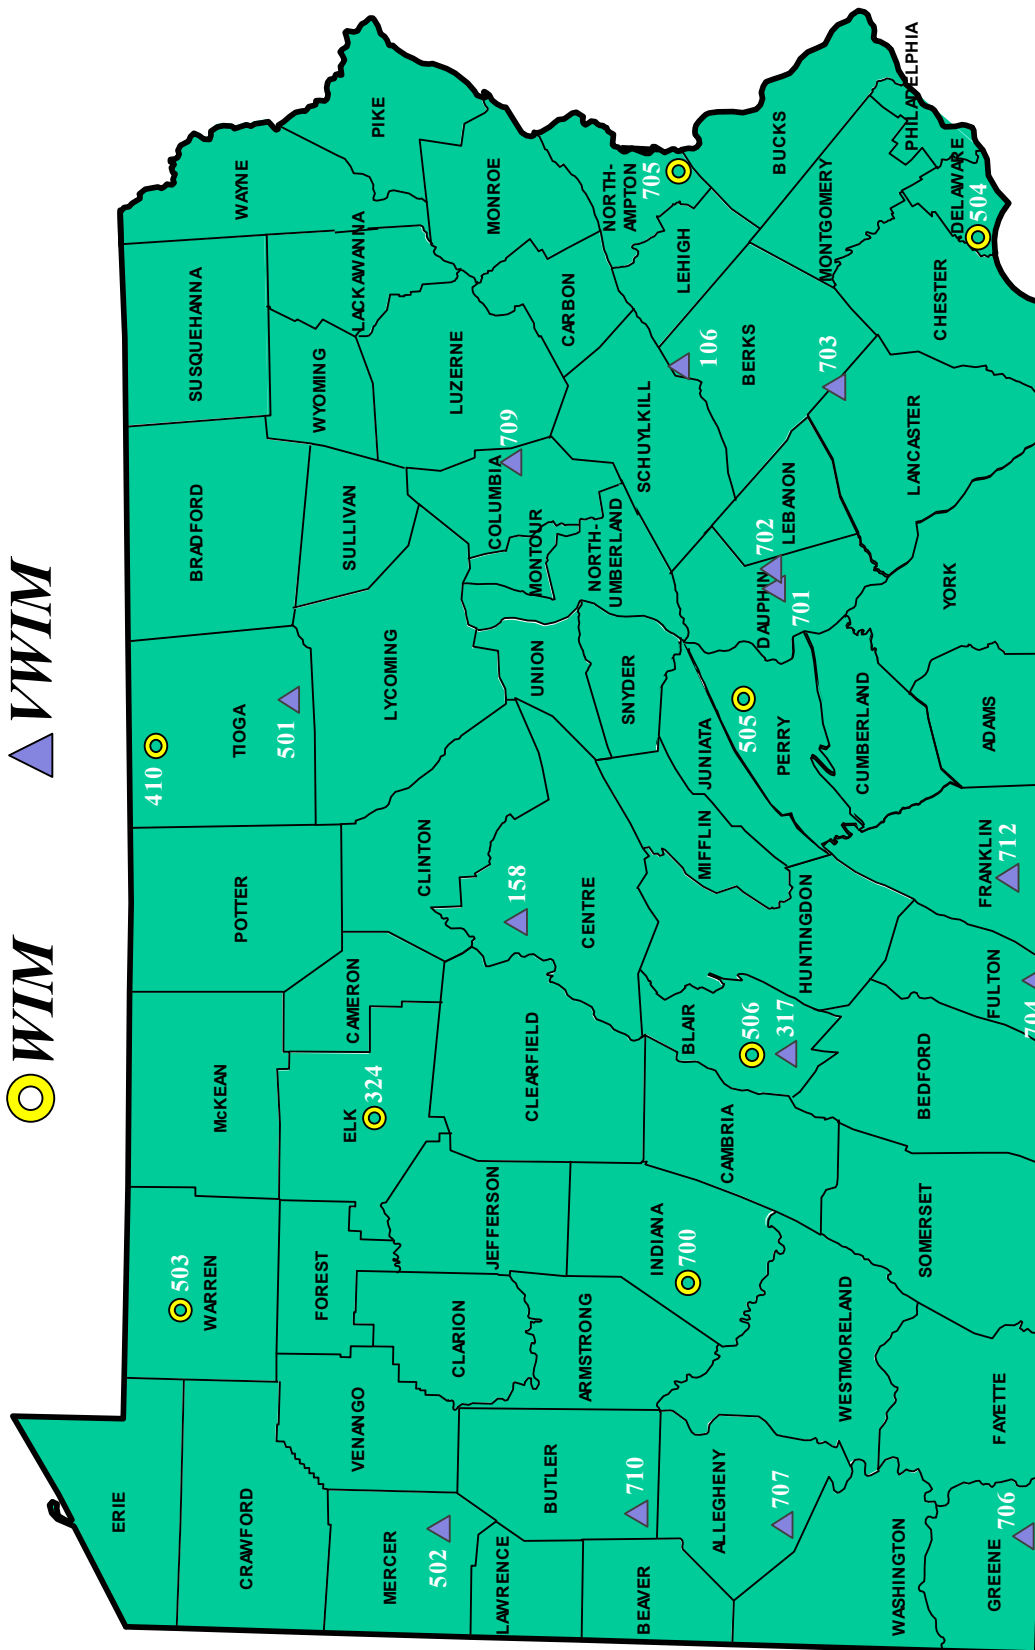 WIM
VWIM
ERIE
CRAWFORD
MERCER
502
LAWRENCE
BEAVER
WASHINGTON
GREENE
706
VENANGO
BUTLER
710
ALLEGHENY
707
FAYETTE
WARREN
503
FOREST
CLARION
ARMSTRONG
WESTMORELAND
JEFFERSON
INDIANA
700
SOMERSET
McKEAN
ELK
324
CAMERON
CLEARFIELD
CAMBRIA
BLAIR
506
317
BEDFORD
POTTER
CLINTON
158
CENTRE
HUNTINGDON
FULTON
704
FRANKLIN
712
410
TIOGA
501
LYCOMING
UNION
SNYDER
MIFFLIN
JUNIATA
505
PERRY
CUMBERLAND
ADAMS
BRADFORD
SULLIVAN
COLUMBIA
709
MONTOUR
NORTH-
UMBERLAND
DAUPHIN
701
702
LEBANON
YORK
SUSQUEHANNA
WYOMING
LACKAWANNA
LUZERNE
SCHUYLKILL
106
BERKS
703
LANCASTER
WAYNE
PIKE
MONROE
CARBON
NORTH-
AMPTON
705
LEHIGH
BUCKS
MONTGOMERY
CHESTER
PHILADELPHIA
DELAWARE
504